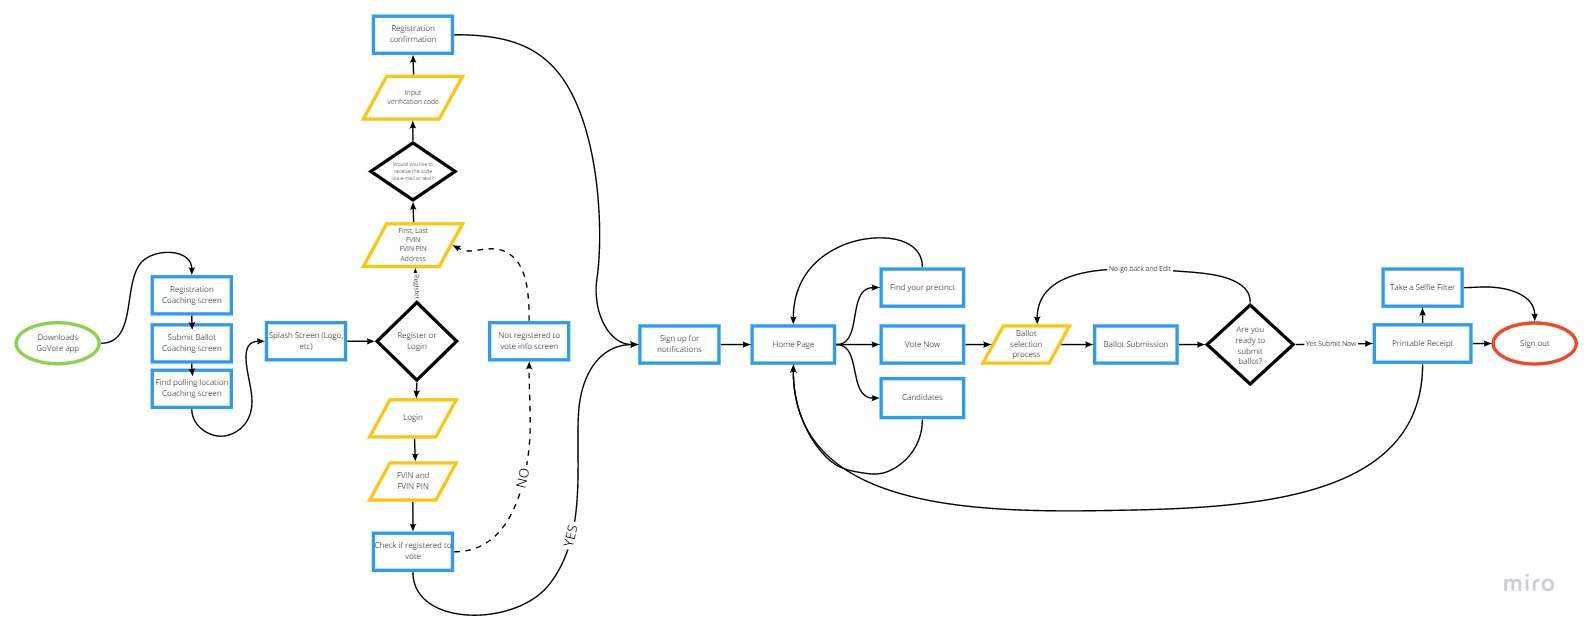 Downloads
GoVote app
Registration
Coaching screen
Submit Ballot
Coaching screen
Find polling location
Coaching screen
Splash Screen (Logo,
etc)
Registration
confirmation
Input
verification code
Would you like to
receive the code
via e-mail or text?
First, Last
FVIN
FVIN PIN
Address
Register
Register or
Login
Login
FVIN and
FVIN PIN
Check if registered to
vote
Not registered to
vote info screen
NO
YES
Sign up for
notifications
Home Page
Find your precinct
Vote Now
Candidates
Ballot
selection
process
No-go back and Edit
Ballot Submission
Are you
ready to
submit
ballot?
Yes Submit Now
Take a Selfie Filter
Printable Receipt
Sign out
miro